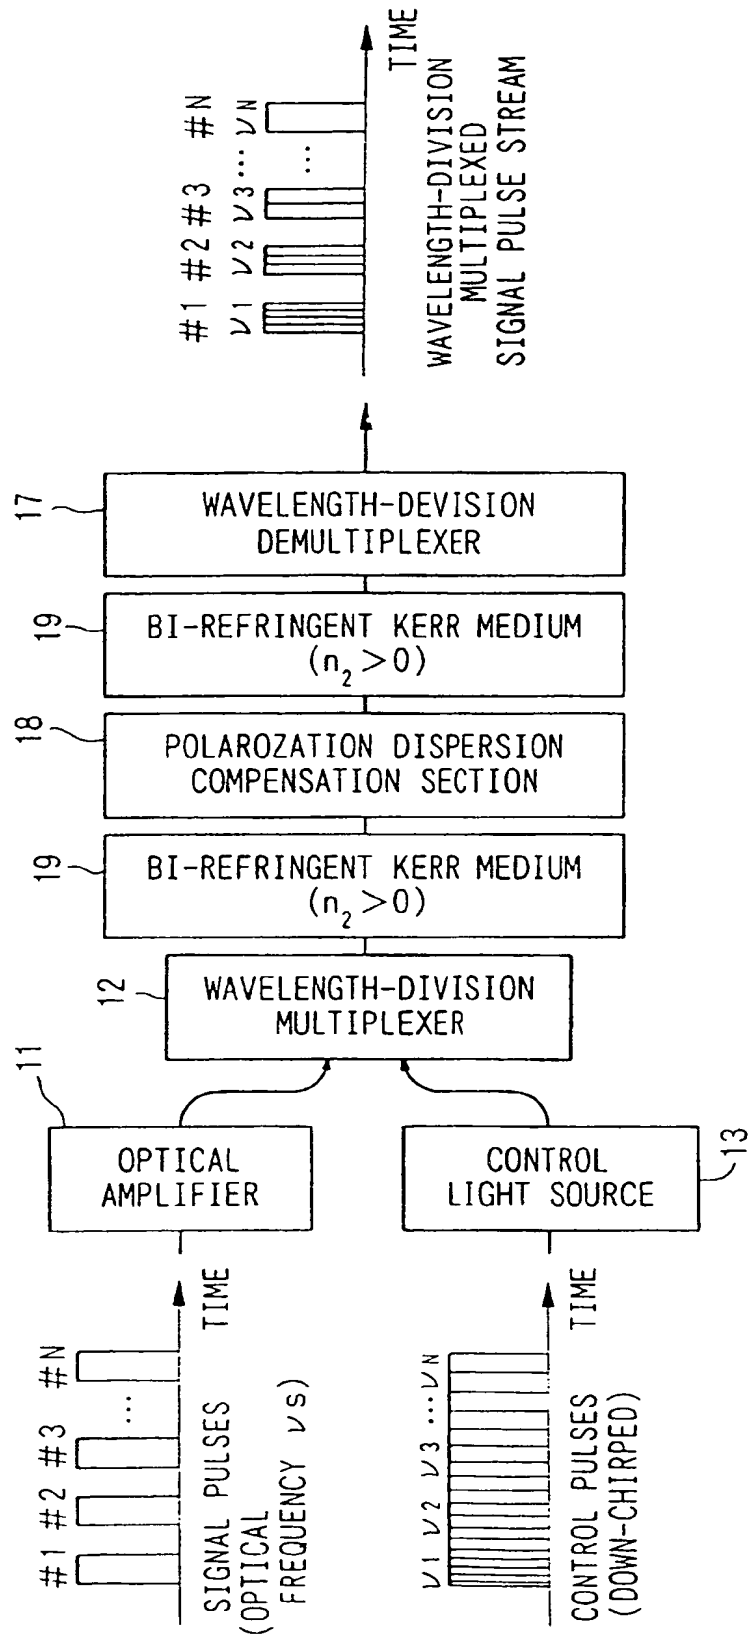 #1 #2 #3 #N
...
TIME
SIGNAL PULSES
(OPTICAL
FREQUENCY νs)
ν1 ν2 ν3 ...νN
TIME
CONTROL PULSES
(DOWN-CHIRPED)
11
OPTICAL
AMPLIFIER
CONTROL
LIGHT SOURCE
13
12
WAVELENGTH-DIVISION
MULTIPLEXER
19
BI-REFRINGENT KERR MEDIUM
(n₂>0)
18
POLAROZATION DISPERSION
COMPENSATION SECTION
19
BI-REFRINGENT KERR MEDIUM
(n₂>0)
17
WAVELENGTH-DEVISION
DEMULTIPLEXER
#1 #2 #3 #N
ν1 ν2 ν3 ... νN
...
TIME
WAVELENGTH-DIVISION
MULTIPLEXED
SIGNAL PULSE STREAM